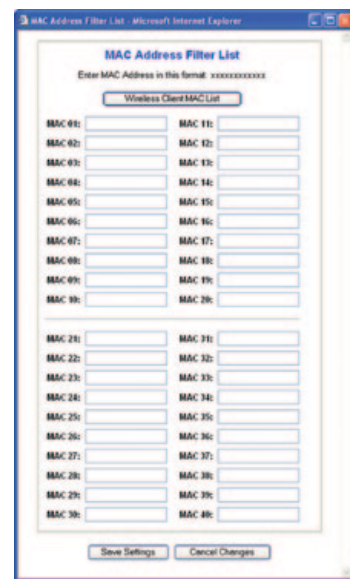 MAC Address Filter List - Microsoft Internet Explorer
MAC Address Filter List
Enter MAC Address in this format: xxxxxxxxxxxx
Wireless Client MAC List
MAC 01: MAC 11:
MAC 02: MAC 12:
MAC 03: MAC 13:
MAC 04: MAC 14:
MAC 05: MAC 15:
MAC 06: MAC 16:
MAC 07: MAC 17:
MAC 08: MAC 18:
MAC 09: MAC 19:
MAC 10: MAC 20:
MAC 21: MAC 31:
MAC 22: MAC 32:
MAC 23: MAC 33:
MAC 24: MAC 34:
MAC 25: MAC 35:
MAC 26: MAC 36:
MAC 27: MAC 37:
MAC 28: MAC 38:
MAC 29: MAC 39:
MAC 30: MAC 40:
Save Settings Cancel Changes